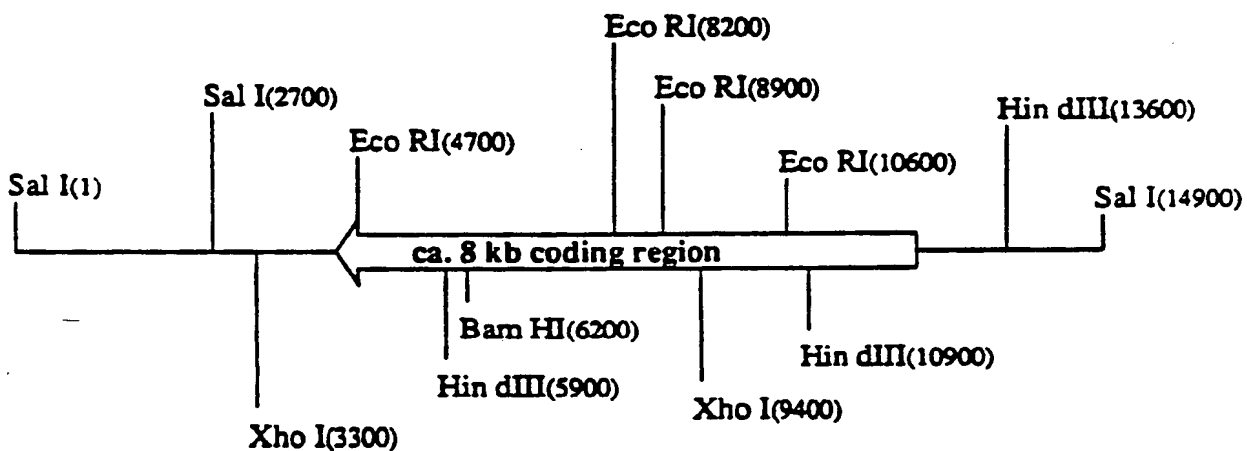 Eco RI(8200)
Sal I(2700)
Eco RI(8900)
Hin dIII(13600)
Eco RI(4700)
Eco RI(10600)
Sal I(1)
Sal I(14900)
ca. 8 kb coding region
Bam HI(6200)
Hin dIII(10900)
Hin dIII(5900)
Xho I(9400)
Xho I(3300)